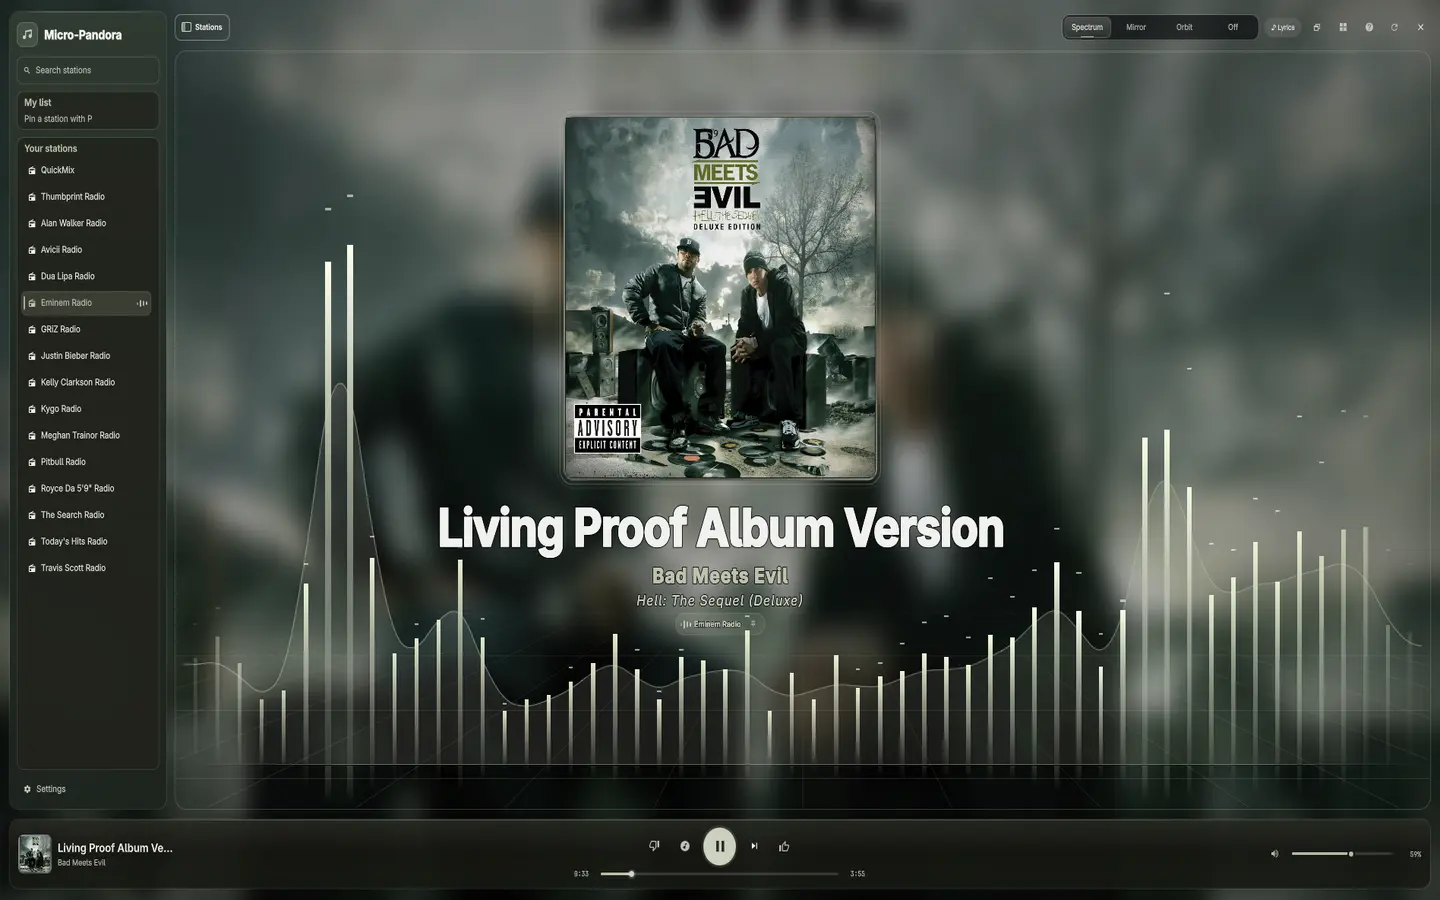 Micro-Pandora
Search stations
My list
Pin a station with P
Your stations
QuickMix
Thumbprint Radio
Alan Walker Radio
Avicii Radio
Dua Lipa Radio
Eminem Radio
GRiZ Radio
Justin Bieber Radio
Kelly Clarkson Radio
Kygo Radio
Meghan Trainor Radio
Pitbull Radio
Royce Da 5'9" Radio
The Search Radio
Today's Hits Radio
Travis Scott Radio
Settings
Stations
Spectrum Mirror Orbit Off
Lyrics
EVIL
BAD
MEETS
EVIL
HELL: THE SEQUEL
DELUXE EDITION
PARENTAL
ADVISORY
EXPLICIT CONTENT
Living Proof Album Version
Bad Meets Evil
Hell: The Sequel (Deluxe)
Eminem Radio
Living Proof Album Ve...
Bad Meets Evil
0:33
3:55
59%